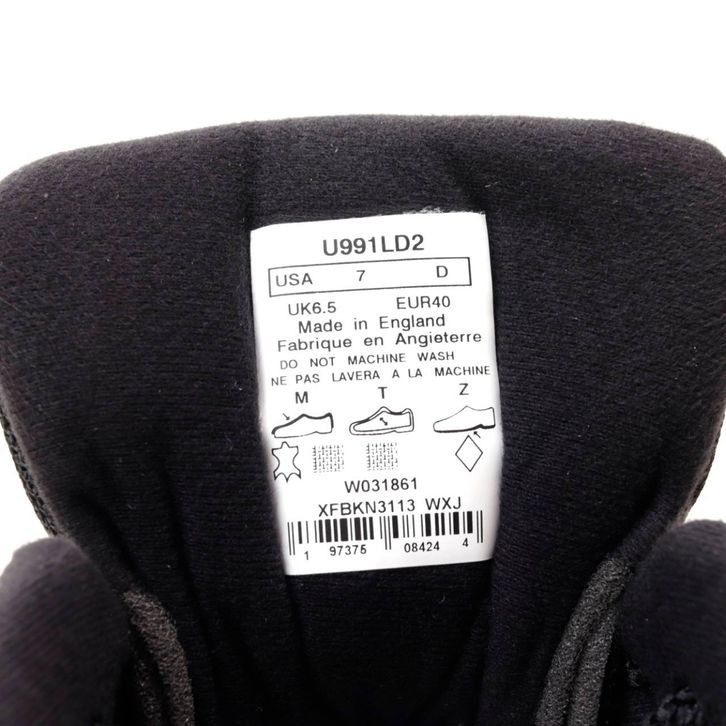 U991LD2
USA 7 D
UK6.5 EUR40
Made in England
Fabrique en Angieterre
DO NOT MACHINE WASH
NE PAS LAVERA A LA MACHINE
M T Z
W031861
XFBKN3113 WXJ
1 97375 08424 4